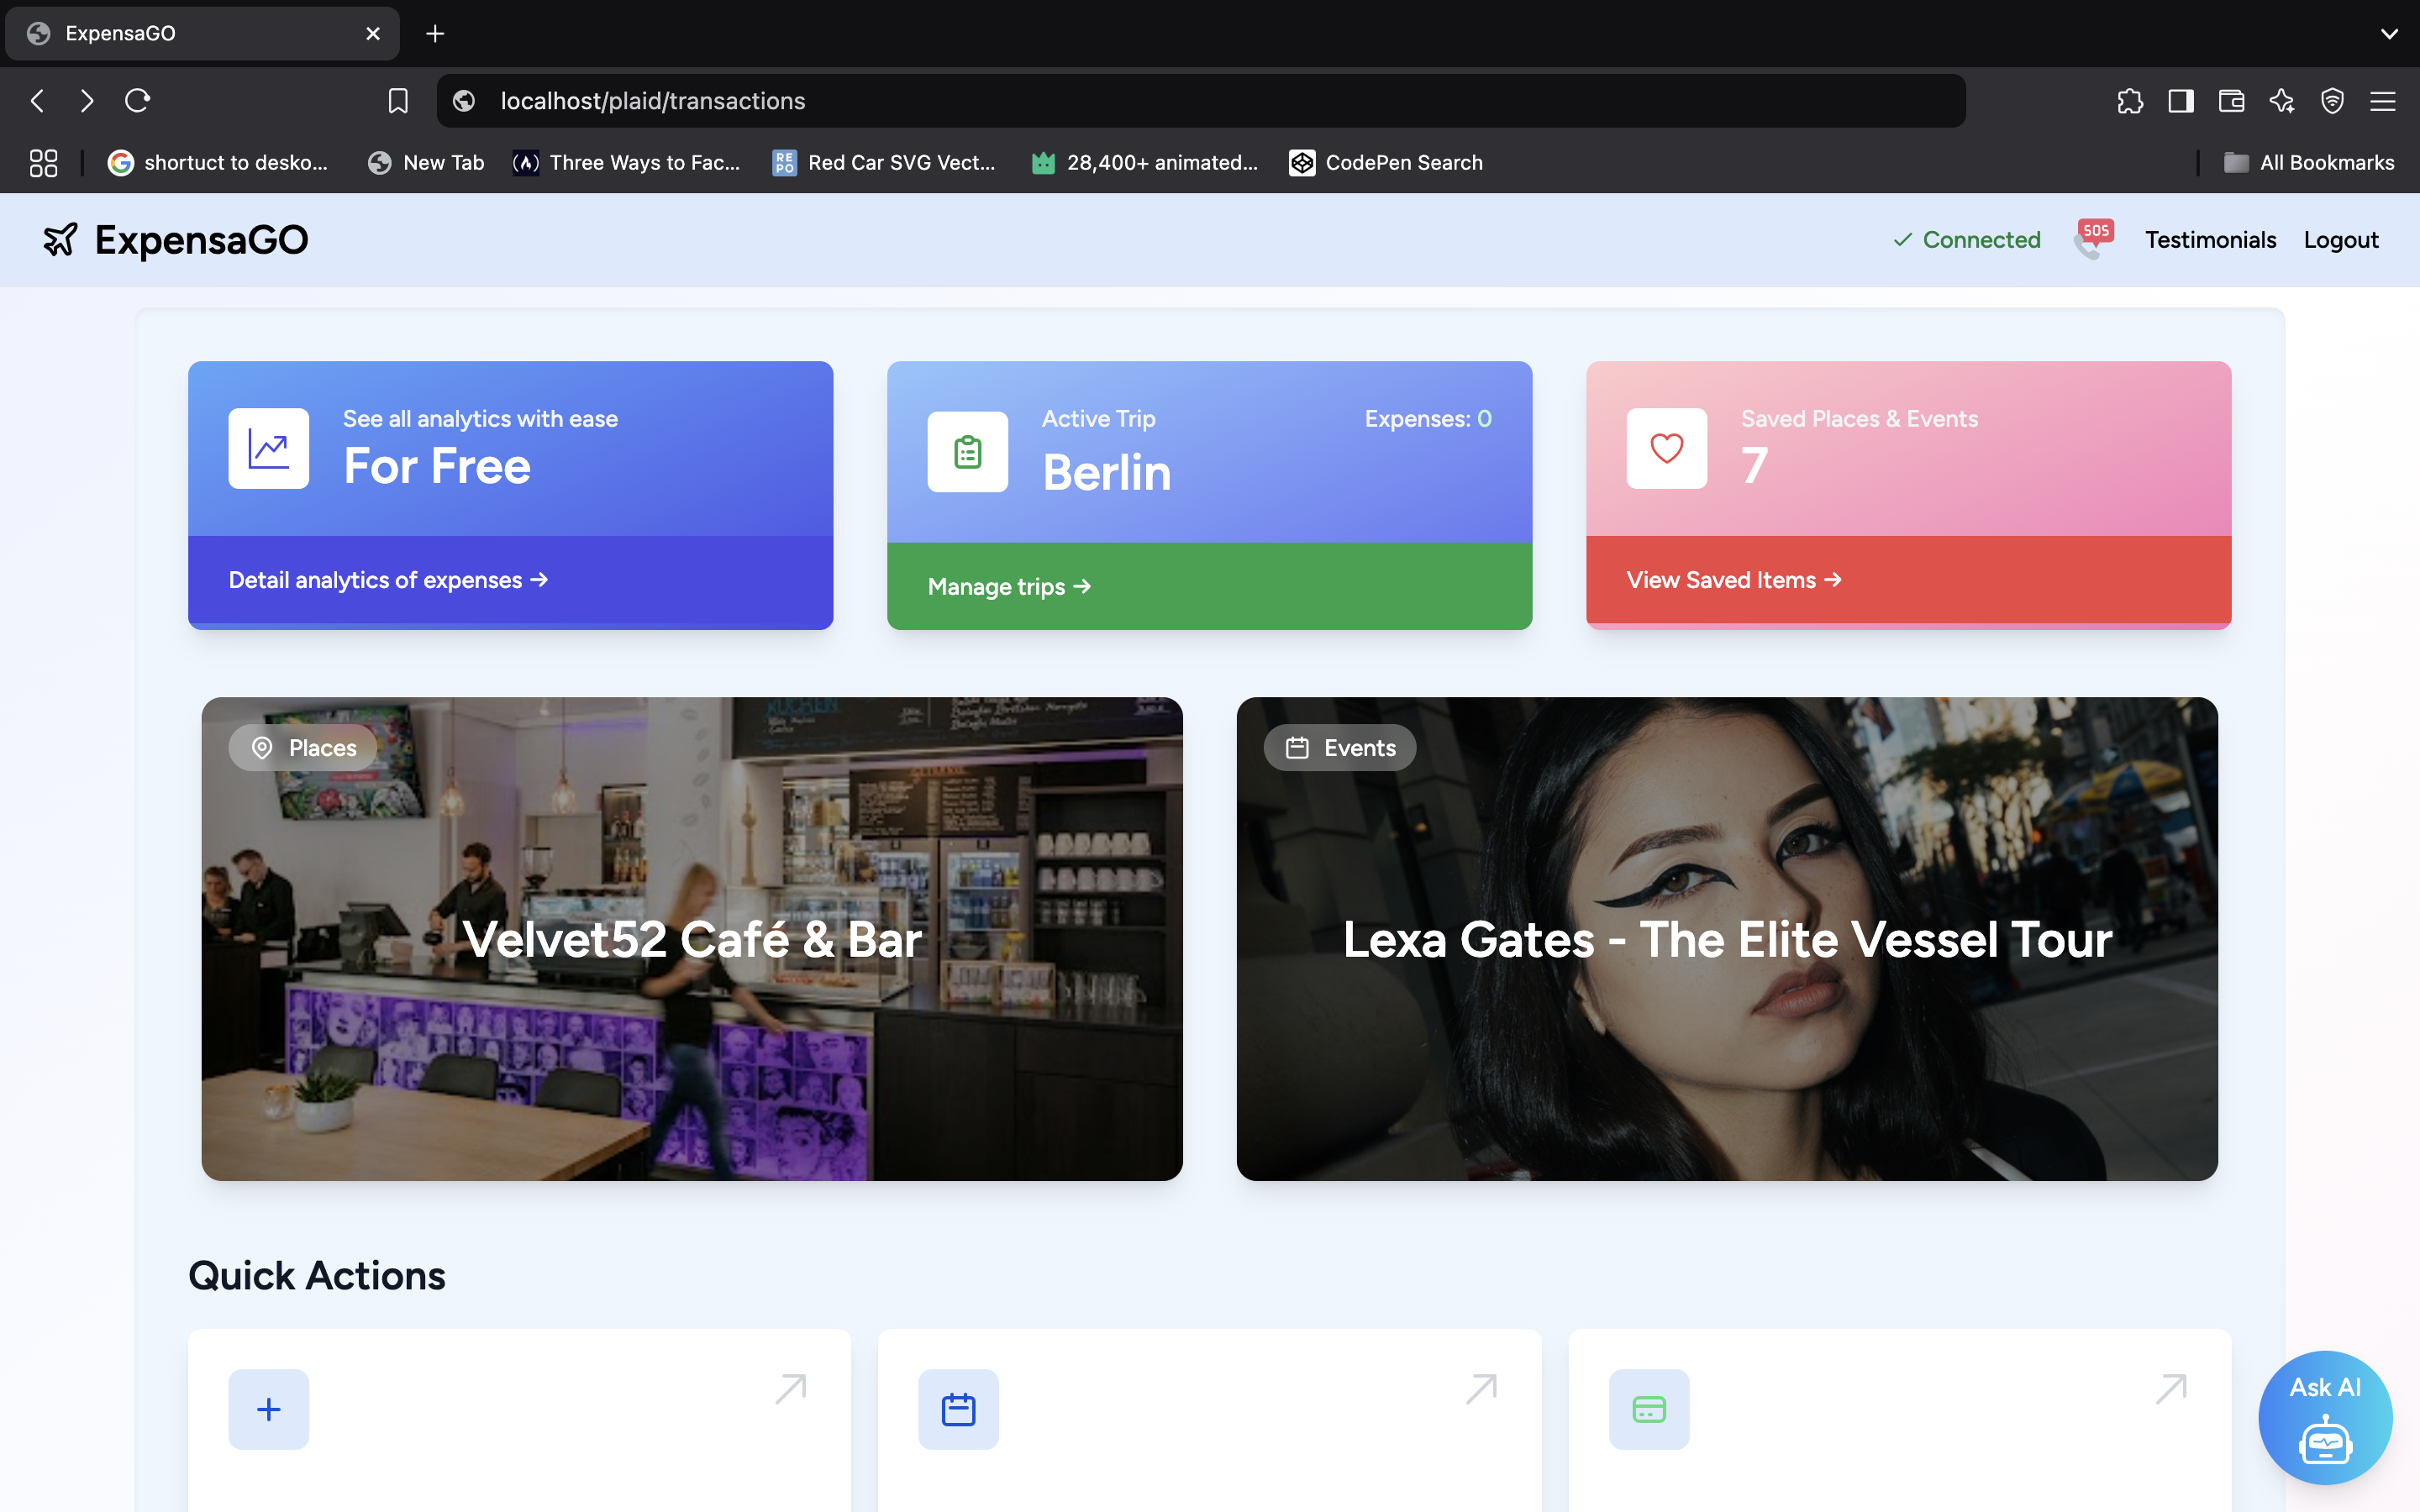 ExpensaGO
localhost/plaid/transactions
shortuct to desko...
New Tab
Three Ways to Fac...
RE
PO
Red Car SVG Vect...
28,400+ animated...
CodePen Search
All Bookmarks
ExpensaGO
Connected
SOS
Testimonials
Logout
See all analytics with ease
For Free
Detail analytics of expenses →
Active Trip
Expenses: 0
Berlin
Manage trips →
Saved Places & Events
7
View Saved Items →
Places
KUCHEN
Velvet52 Café & Bar
Events
Lexa Gates - The Elite Vessel Tour
Quick Actions
Ask AI